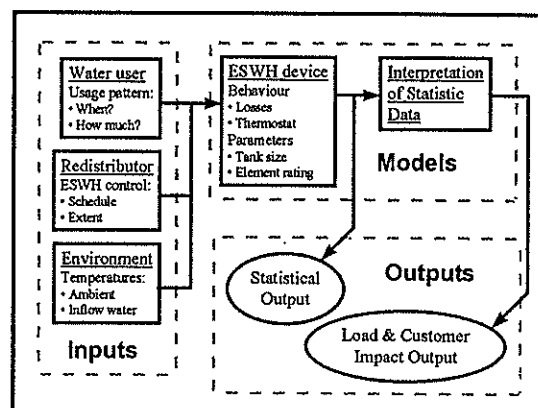 Water user
Usage pattern:
• When?
• How much?
Redistributor
ESWH control:
• Schedule
• Extent
Environment
Temperatures:
• Ambient
• Inflow water
Inputs
ESWH device
Behaviour
• Losses
• Thermostat
Parameters
• Tank size
• Element rating
Interpretation
of Statistic
Data
Models
Outputs
Statistical
Output
Load & Customer
Impact Output